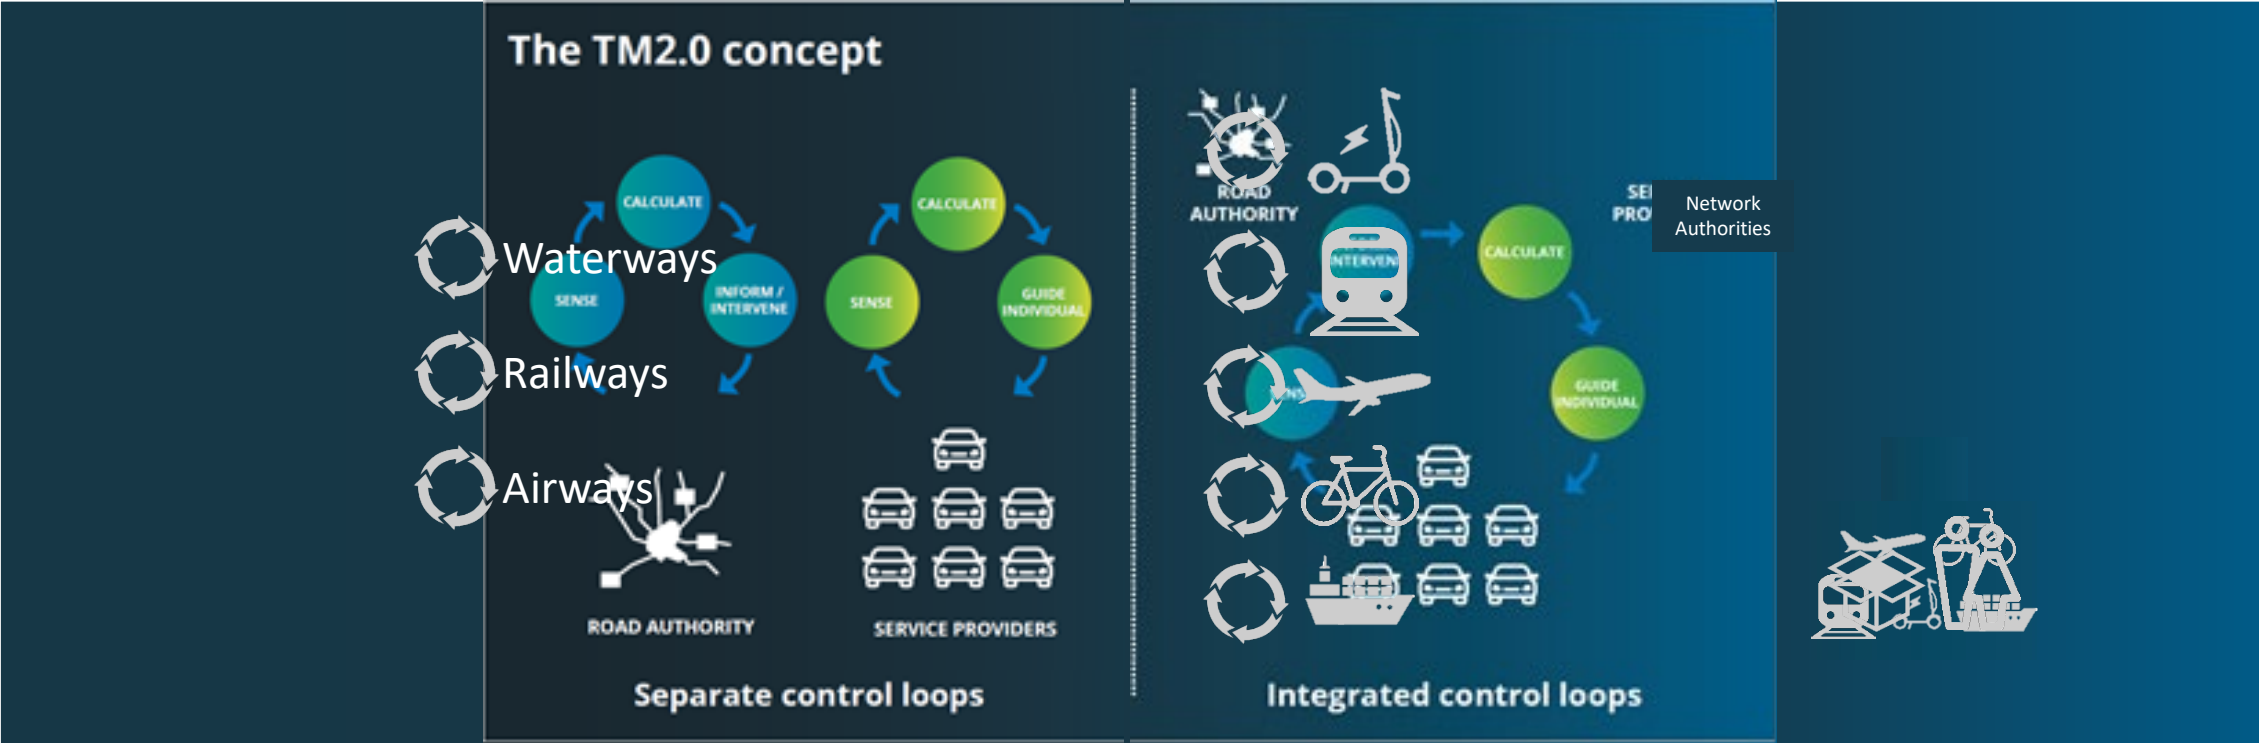 The TM2.0 concept
CALCULATE
SENSE
INFORM /
INTERVENE
CALCULATE
SENSE
GUIDE
INDIVIDUAL
Waterways
Railways
Airways
ROAD AUTHORITY
SERVICE PROVIDERS
Separate control loops
ROAD
AUTHORITY
CALCULATE
GUIDE
INDIVIDUAL
Network
Authorities
Integrated control loops